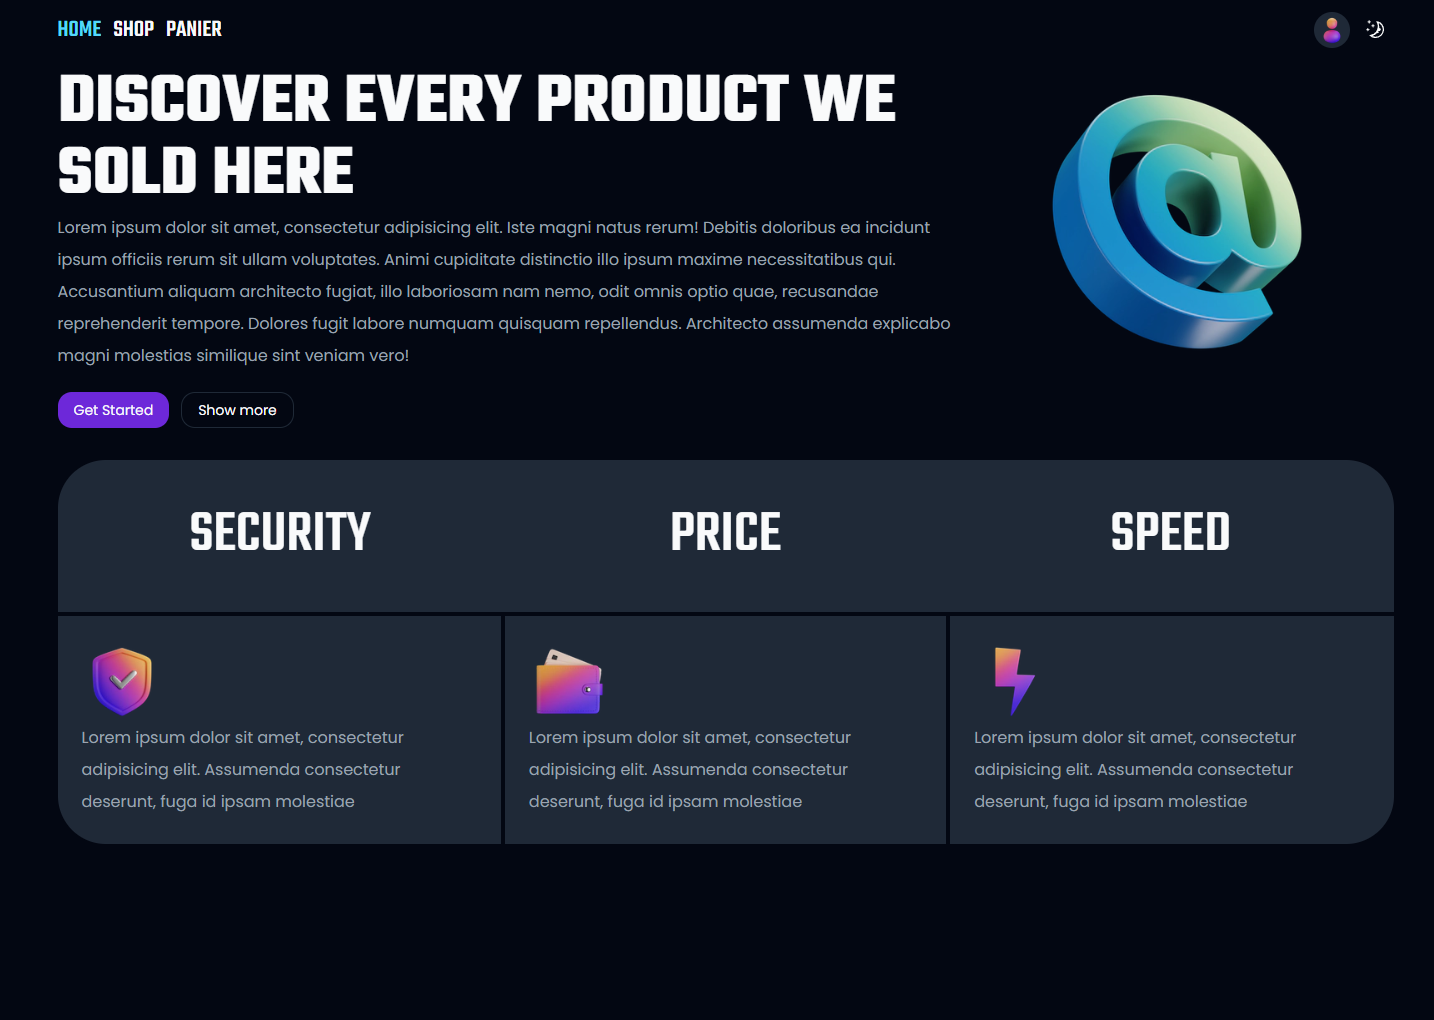 HOME SHOP PANIER
DISCOVER EVERY PRODUCT WE
SOLD HERE
Lorem ipsum dolor sit amet, consectetur adipisicing elit. Iste magni natus rerum! Debitis doloribus ea incidunt
ipsum officiis rerum sit ullam voluptates. Animi cupiditate distinctio illo ipsum maxime necessitatibus qui.
Accusantium aliquam architecto fugiat, illo laboriosam nam nemo, odit omnis optio quae, recusandae
reprehenderit tempore. Dolores fugit labore numquam quisquam repellendus. Architecto assumenda explicabo
magni molestias similique sint veniam vero!
@
Get Started
Show more
SECURITY
PRICE
SPEED
Lorem ipsum dolor sit amet, consectetur
adipisicing elit. Assumenda consectetur
deserunt, fuga id ipsam molestiae
Lorem ipsum dolor sit amet, consectetur
adipisicing elit. Assumenda consectetur
deserunt, fuga id ipsam molestiae
Lorem ipsum dolor sit amet, consectetur
adipisicing elit. Assumenda consectetur
deserunt, fuga id ipsam molestiae